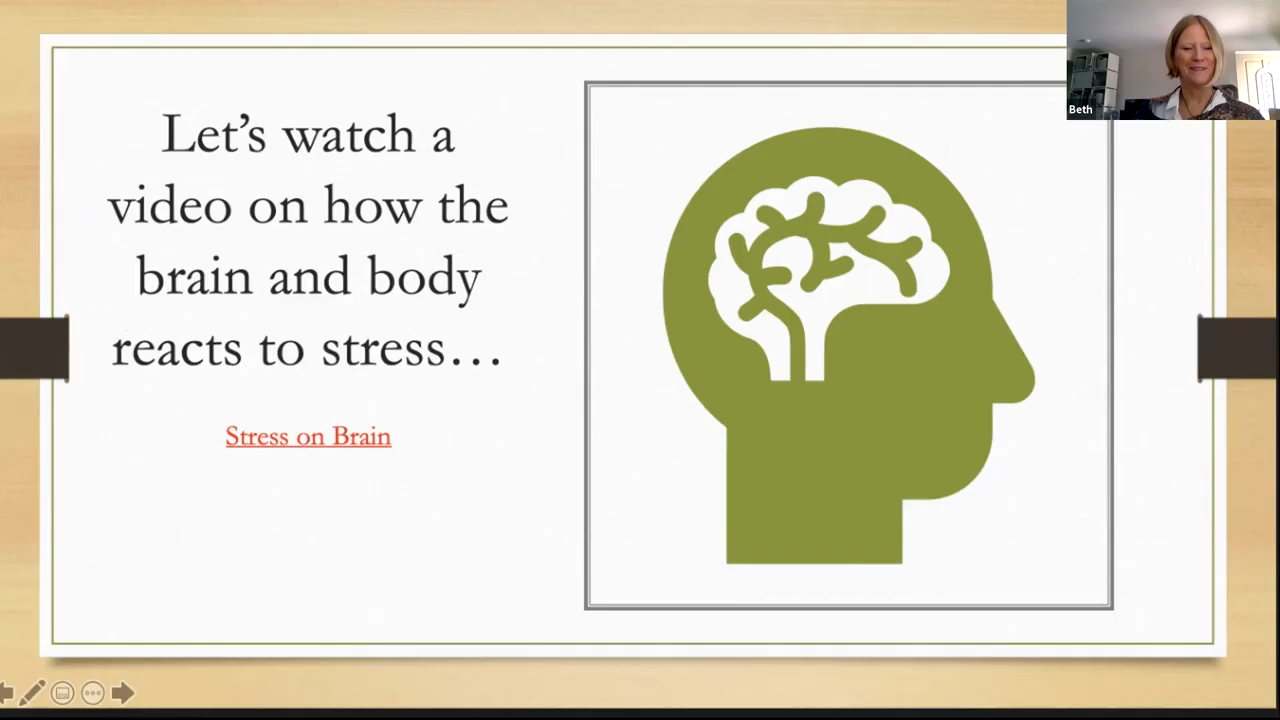 Let’s watch a
video on how the
brain and body
reacts to stress…
Stress on Brain
Beth